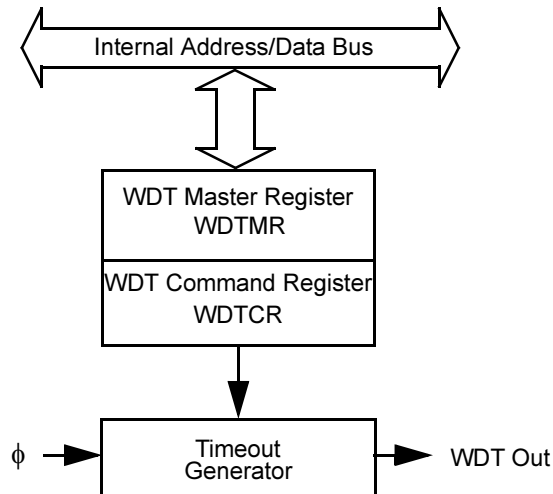 Internal Address/Data Bus
WDT Master Register
WDTMR
WDT Command Register
WDTCR
ϕ
Timeout
Generator
WDT Out